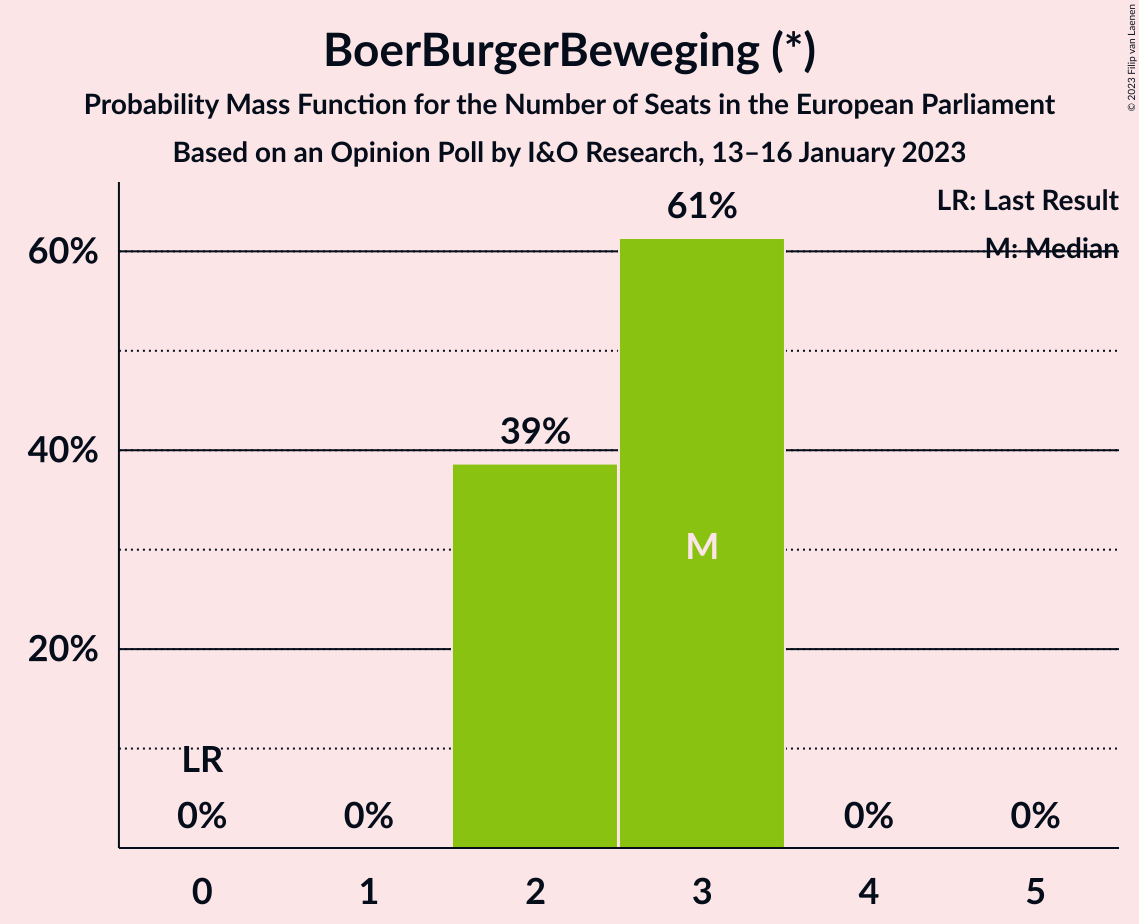 BoerBurgerBeweging (*)
Probability Mass Function for the Number of Seats in the European Parliament
Based on an Opinion Poll by I&O Research, 13–16 January 2023
© 2023 Filip van Laenen
LR: Last Result
M: Median
61%
60%
39%
40%
M
20%
LR
0%
0%
0%
0%
0
1
2
3
4
5